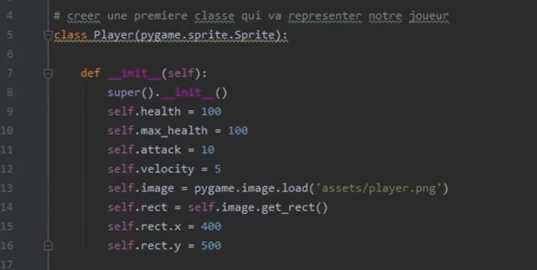 4 # creer une premiere classe qui va representer notre joueur
5 class Player(pygame.sprite.Sprite):
6
7 def __init__(self):
8 super().__init__()
9 self.health = 100
10 self.max_health = 100
11 self.attack = 10
12 self.velocity = 5
13 self.image = pygame.image.load('assets/player.png')
14 self.rect = self.image.get_rect()
15 self.rect.x = 400
16 self.rect.y = 500
17